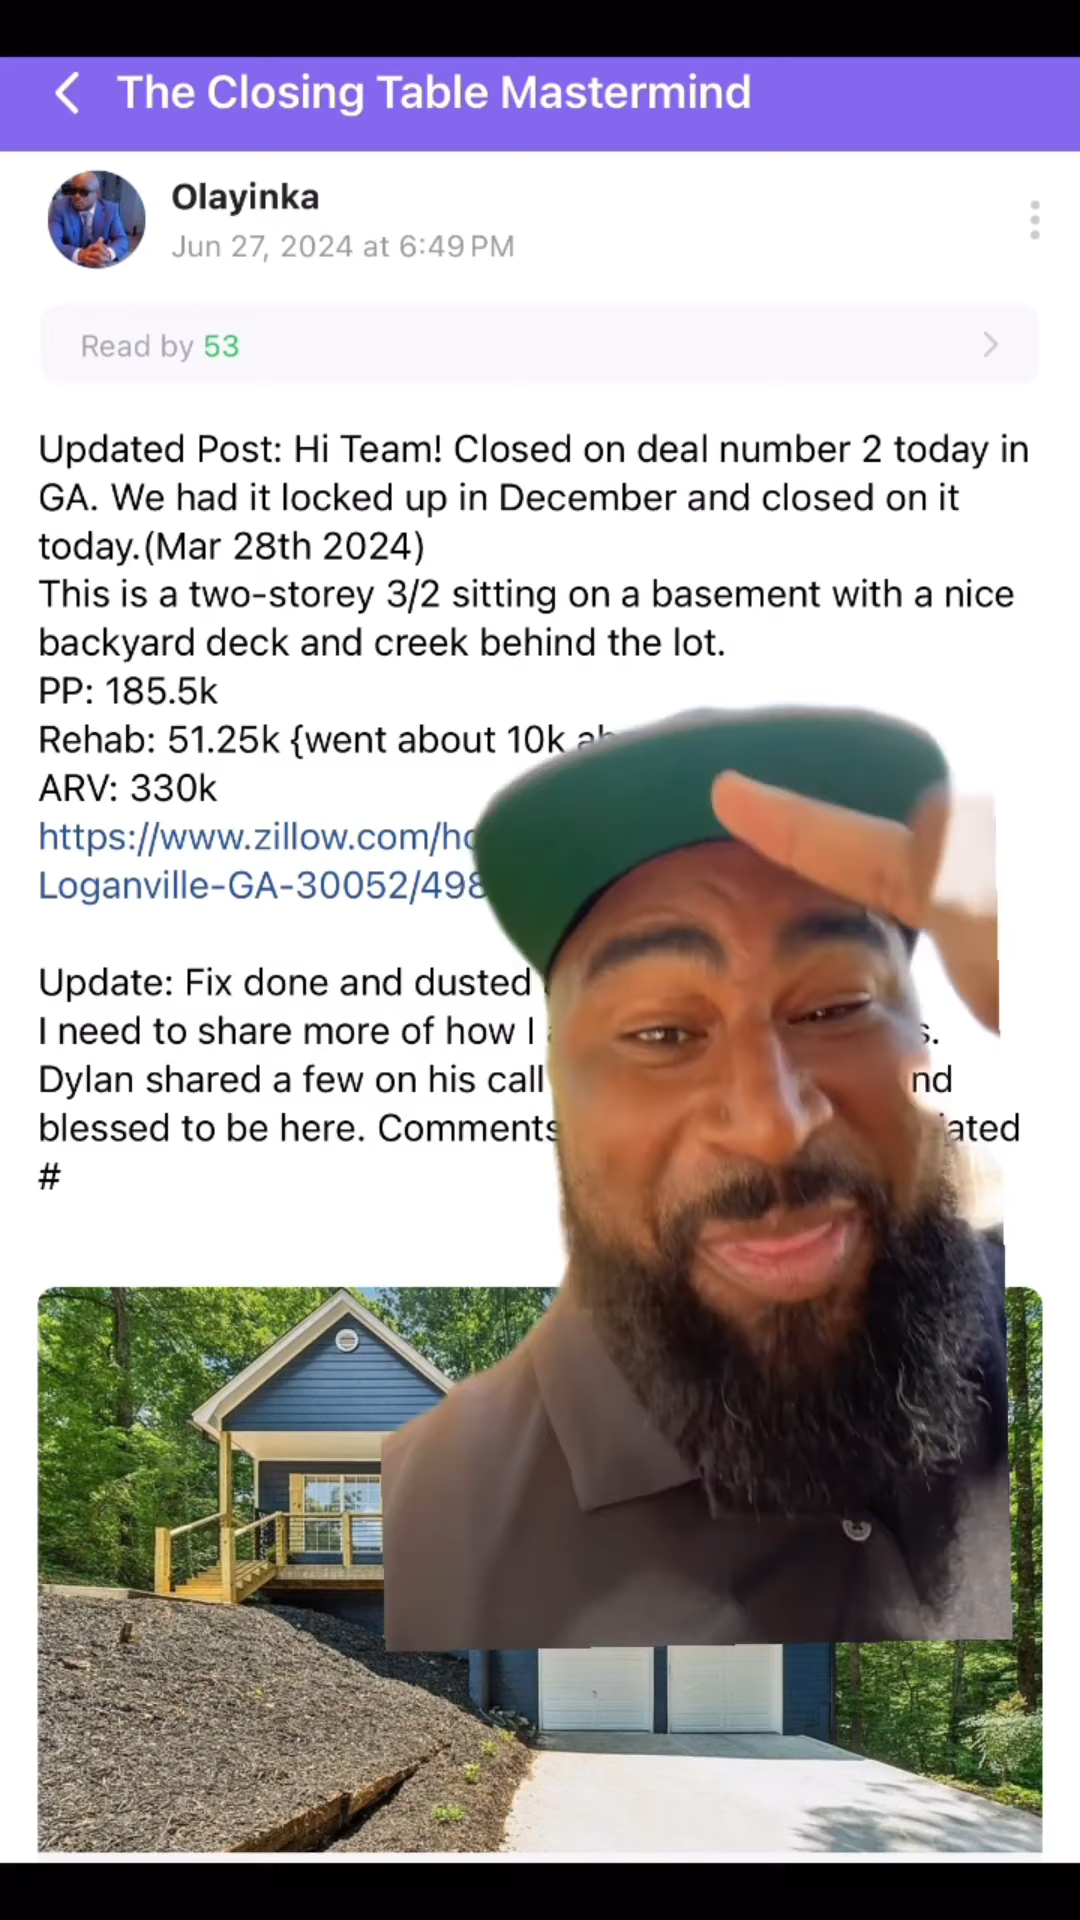 The Closing Table Mastermind
Olayinka
Jun 27, 2024 at 6:49 PM
Read by 53
Updated Post: Hi Team! Closed on deal number 2 today in
GA. We had it locked up in December and closed on it
today.(Mar 28th 2024)
This is a two-storey 3/2 sitting on a basement with a nice
backyard deck and creek behind the lot.
PP: 185.5k
Rehab: 51.25k {went about 10k
ARV: 330k
https://www.zillow.com/ho
Loganville-GA-30052/498
Update: Fix done and dusted
I need to share more of how I
Dylan shared a few on his call
blessed to be here. Comments
#